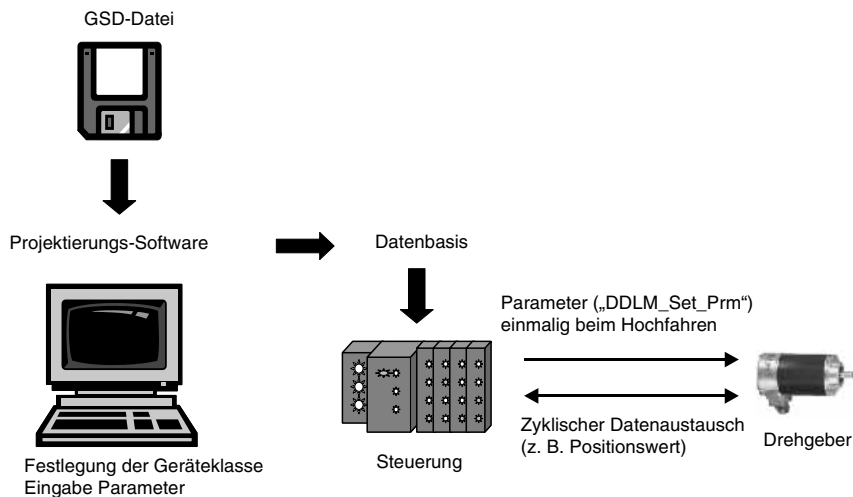 GSD-Datei
Projektierungs-Software
Datenbasis
Parameter („DDLM_Set_Prm“)
einmalig beim Hochfahren
Zyklischer Datenaustausch
(z. B. Positionswert)
Drehgeber
Steuerung
Festlegung der Geräteklasse
Eingabe Parameter